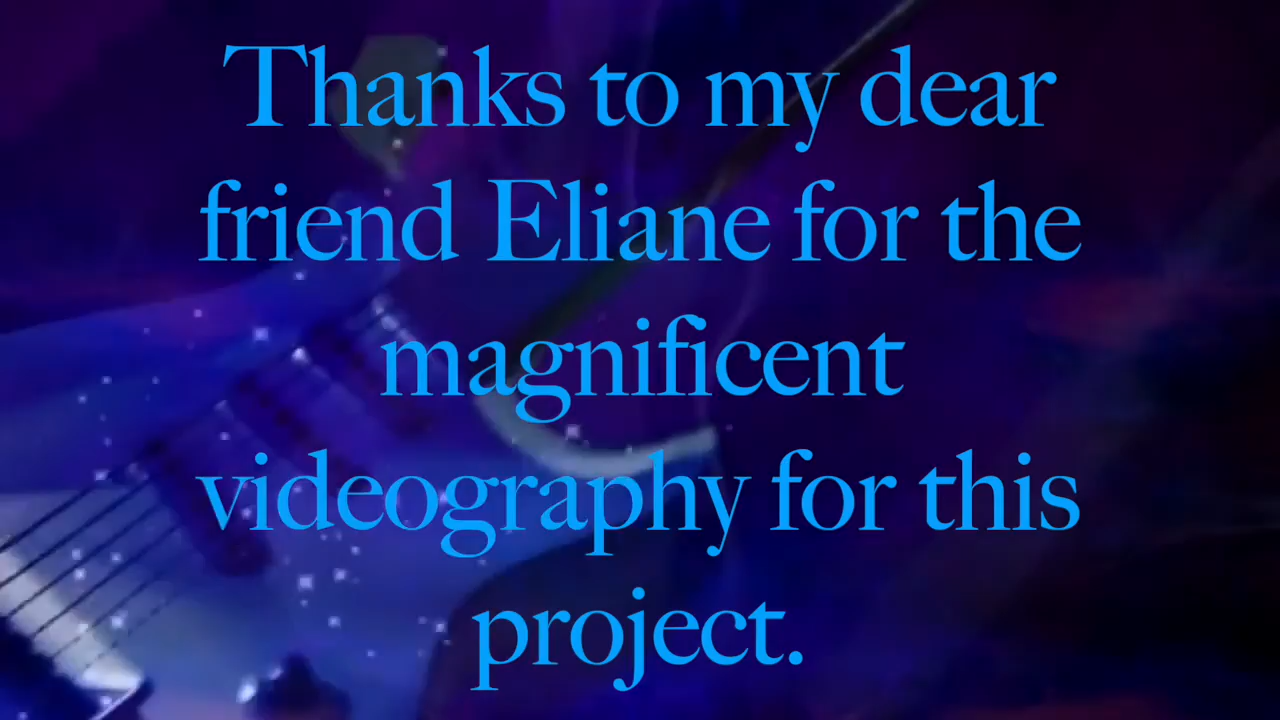 Thanks to my dear
friend Eliane for the
magnificent
videography for this
project.